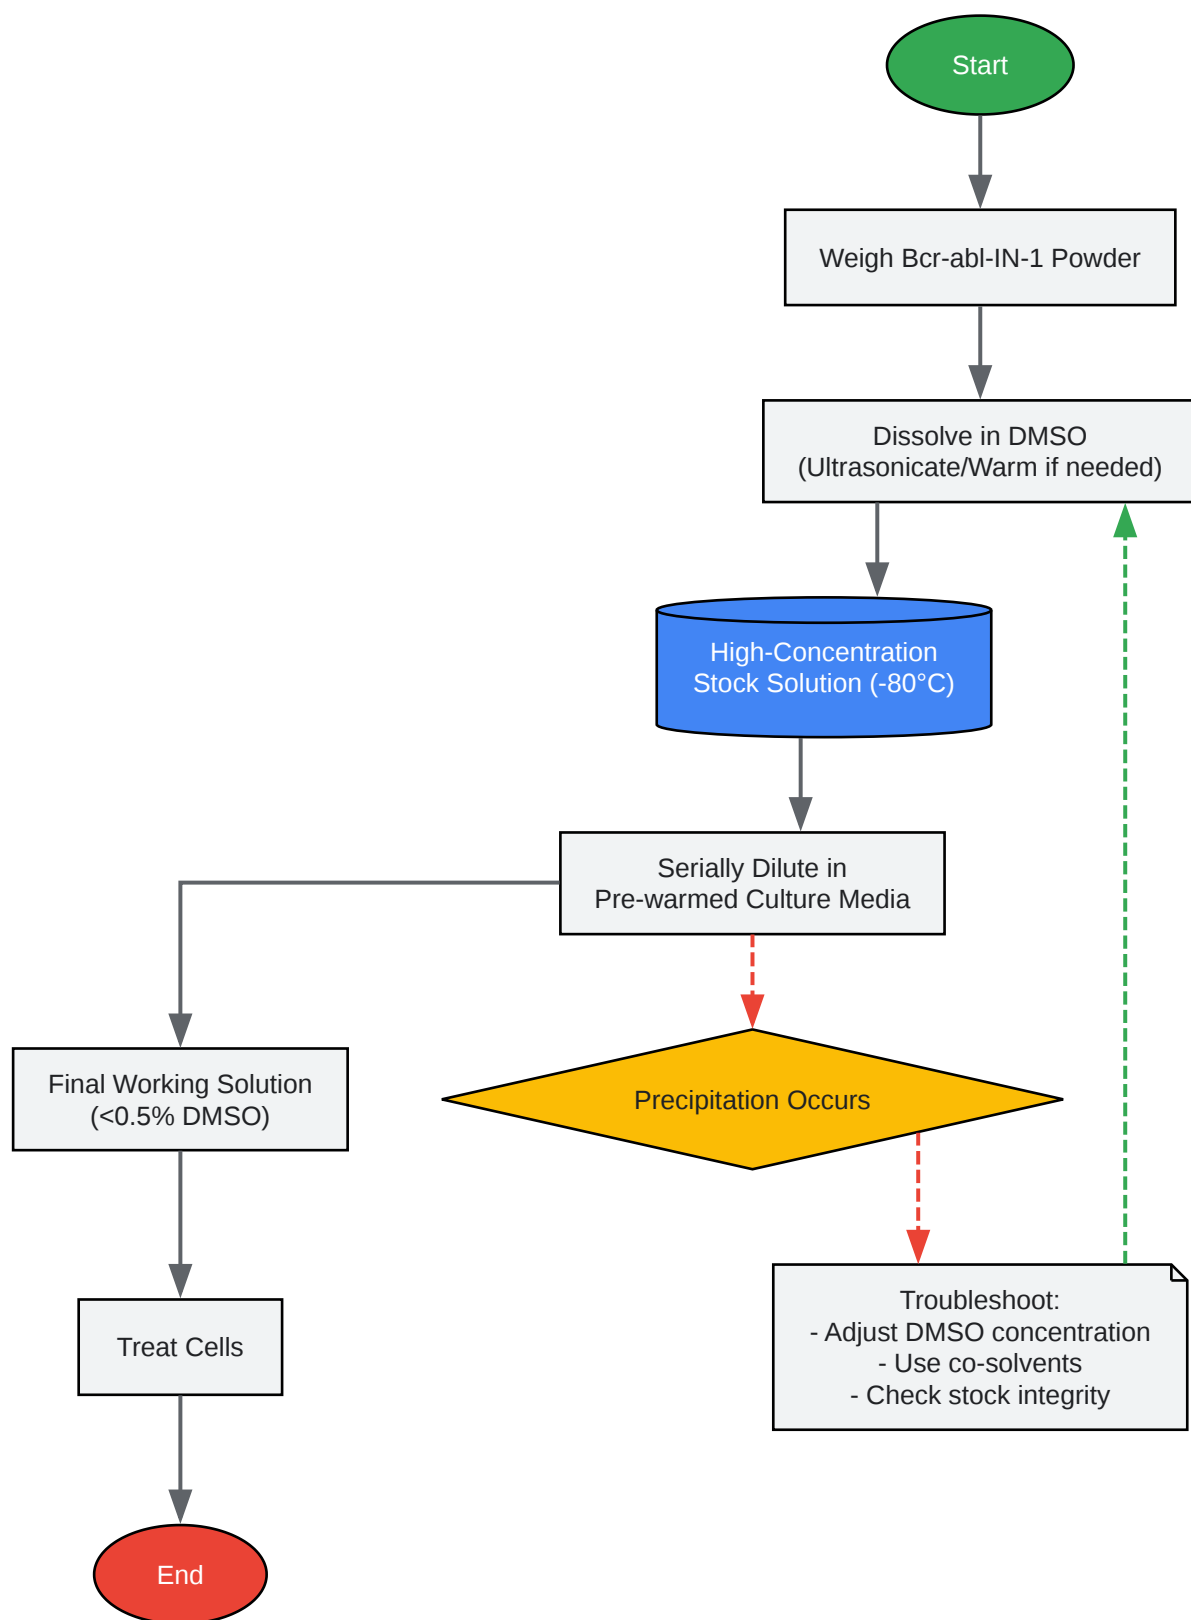 Start
Weigh Bcr-abl-IN-1 Powder
Dissolve in DMSO
(Ultrasonicate/Warm if needed)
High-Concentration
Stock Solution (-80°C)
Serially Dilute in
Pre-warmed Culture Media
Final Working Solution
(<0.5% DMSO)
Precipitation Occurs
Troubleshoot:
- Adjust DMSO concentration
- Use co-solvents
- Check stock integrity
Treat Cells
End